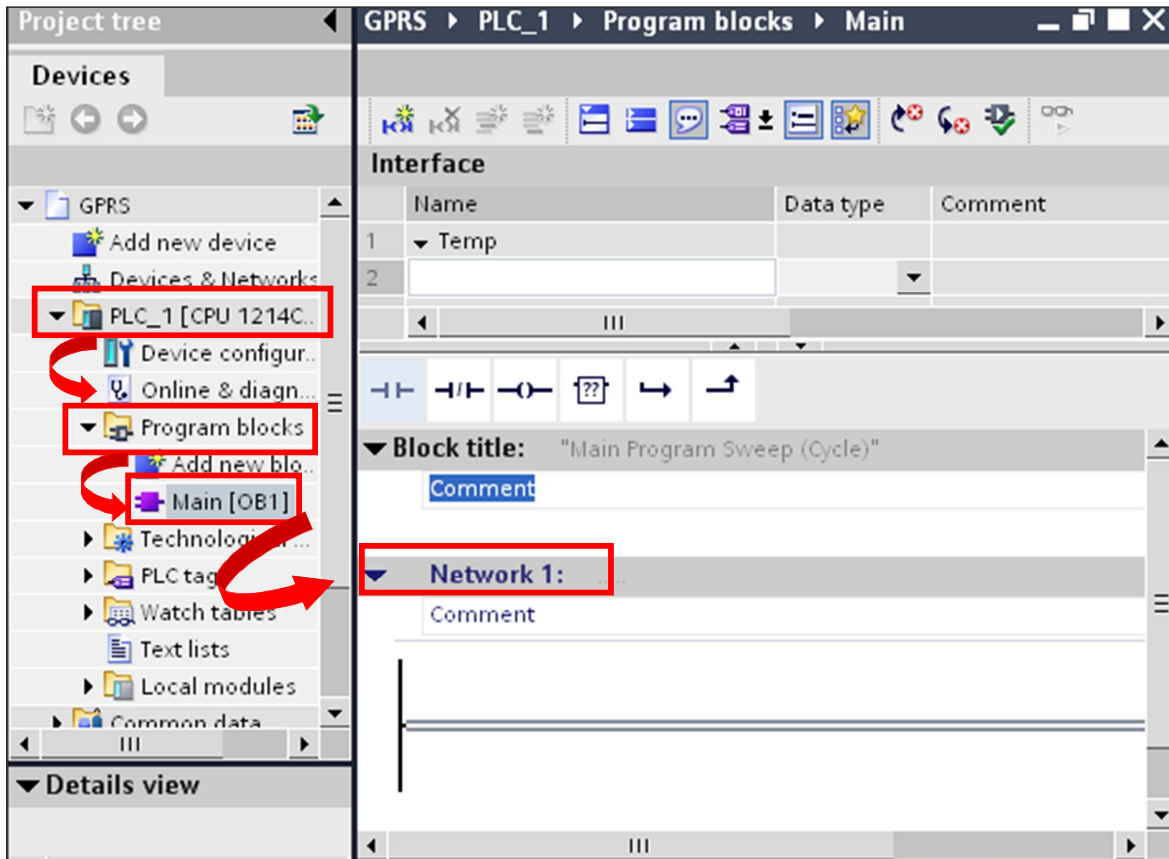 Project tree
GPRS ▸ PLC_1 ▸ Program blocks ▸ Main
Devices
Interface
Name Data type Comment
1 Temp
2
GPRS
Add new device
Devices & Networks
PLC_1 [CPU 1214C..
Device configur..
Online & diagn...
Program blocks
Add new blo..
Main [OB1]
PLC tag
Watch tables
Text lists
Local modules
Common data
Details view
??
Block title: "Main Program Sweep (Cycle)"
Comment
Network 1: .....
Comment